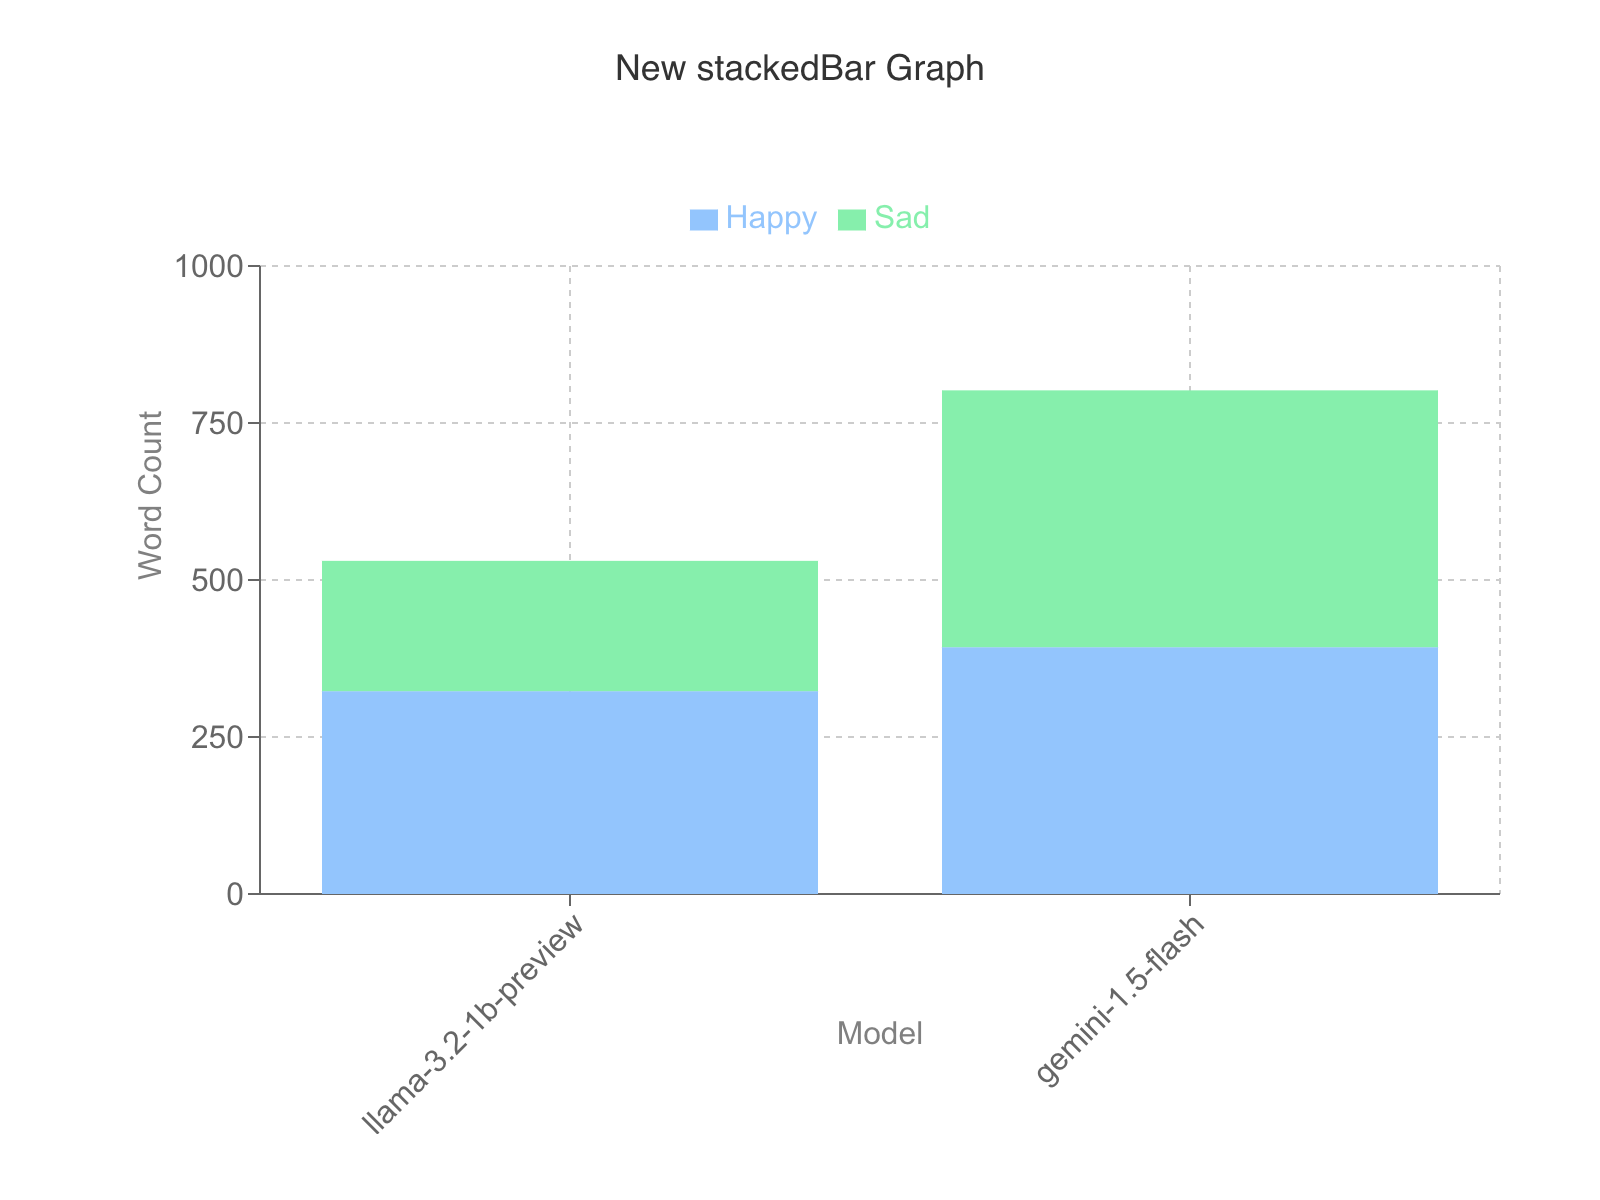 New stackedBar Graph
Happy Sad
1000
750
500
250
0
Word Count
llama-3.2-1b-preview
gemini-1.5-flash
Model